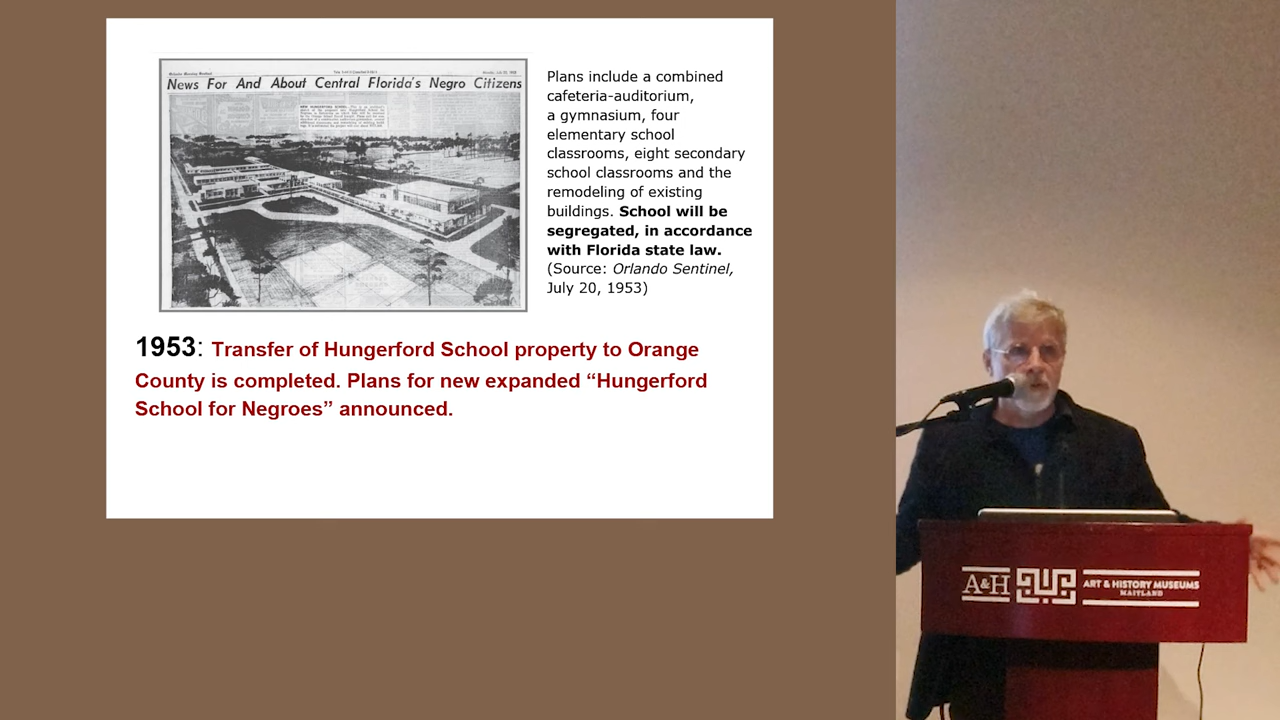 News For And About Central Florida's Negro Citizens
NEW HUNGERFORD SCHOOL
Plans include a combined
cafeteria-auditorium,
a gymnasium, four
elementary school
classrooms, eight secondary
school classrooms and the
remodeling of existing
buildings. School will be
segregated, in accordance
with Florida state law.
(Source: Orlando Sentinel,
July 20, 1953)
1953: Transfer of Hungerford School property to Orange
County is completed. Plans for new expanded “Hungerford
School for Negroes” announced.
A&H
ART & HISTORY MUSEUMS
MAITLAND